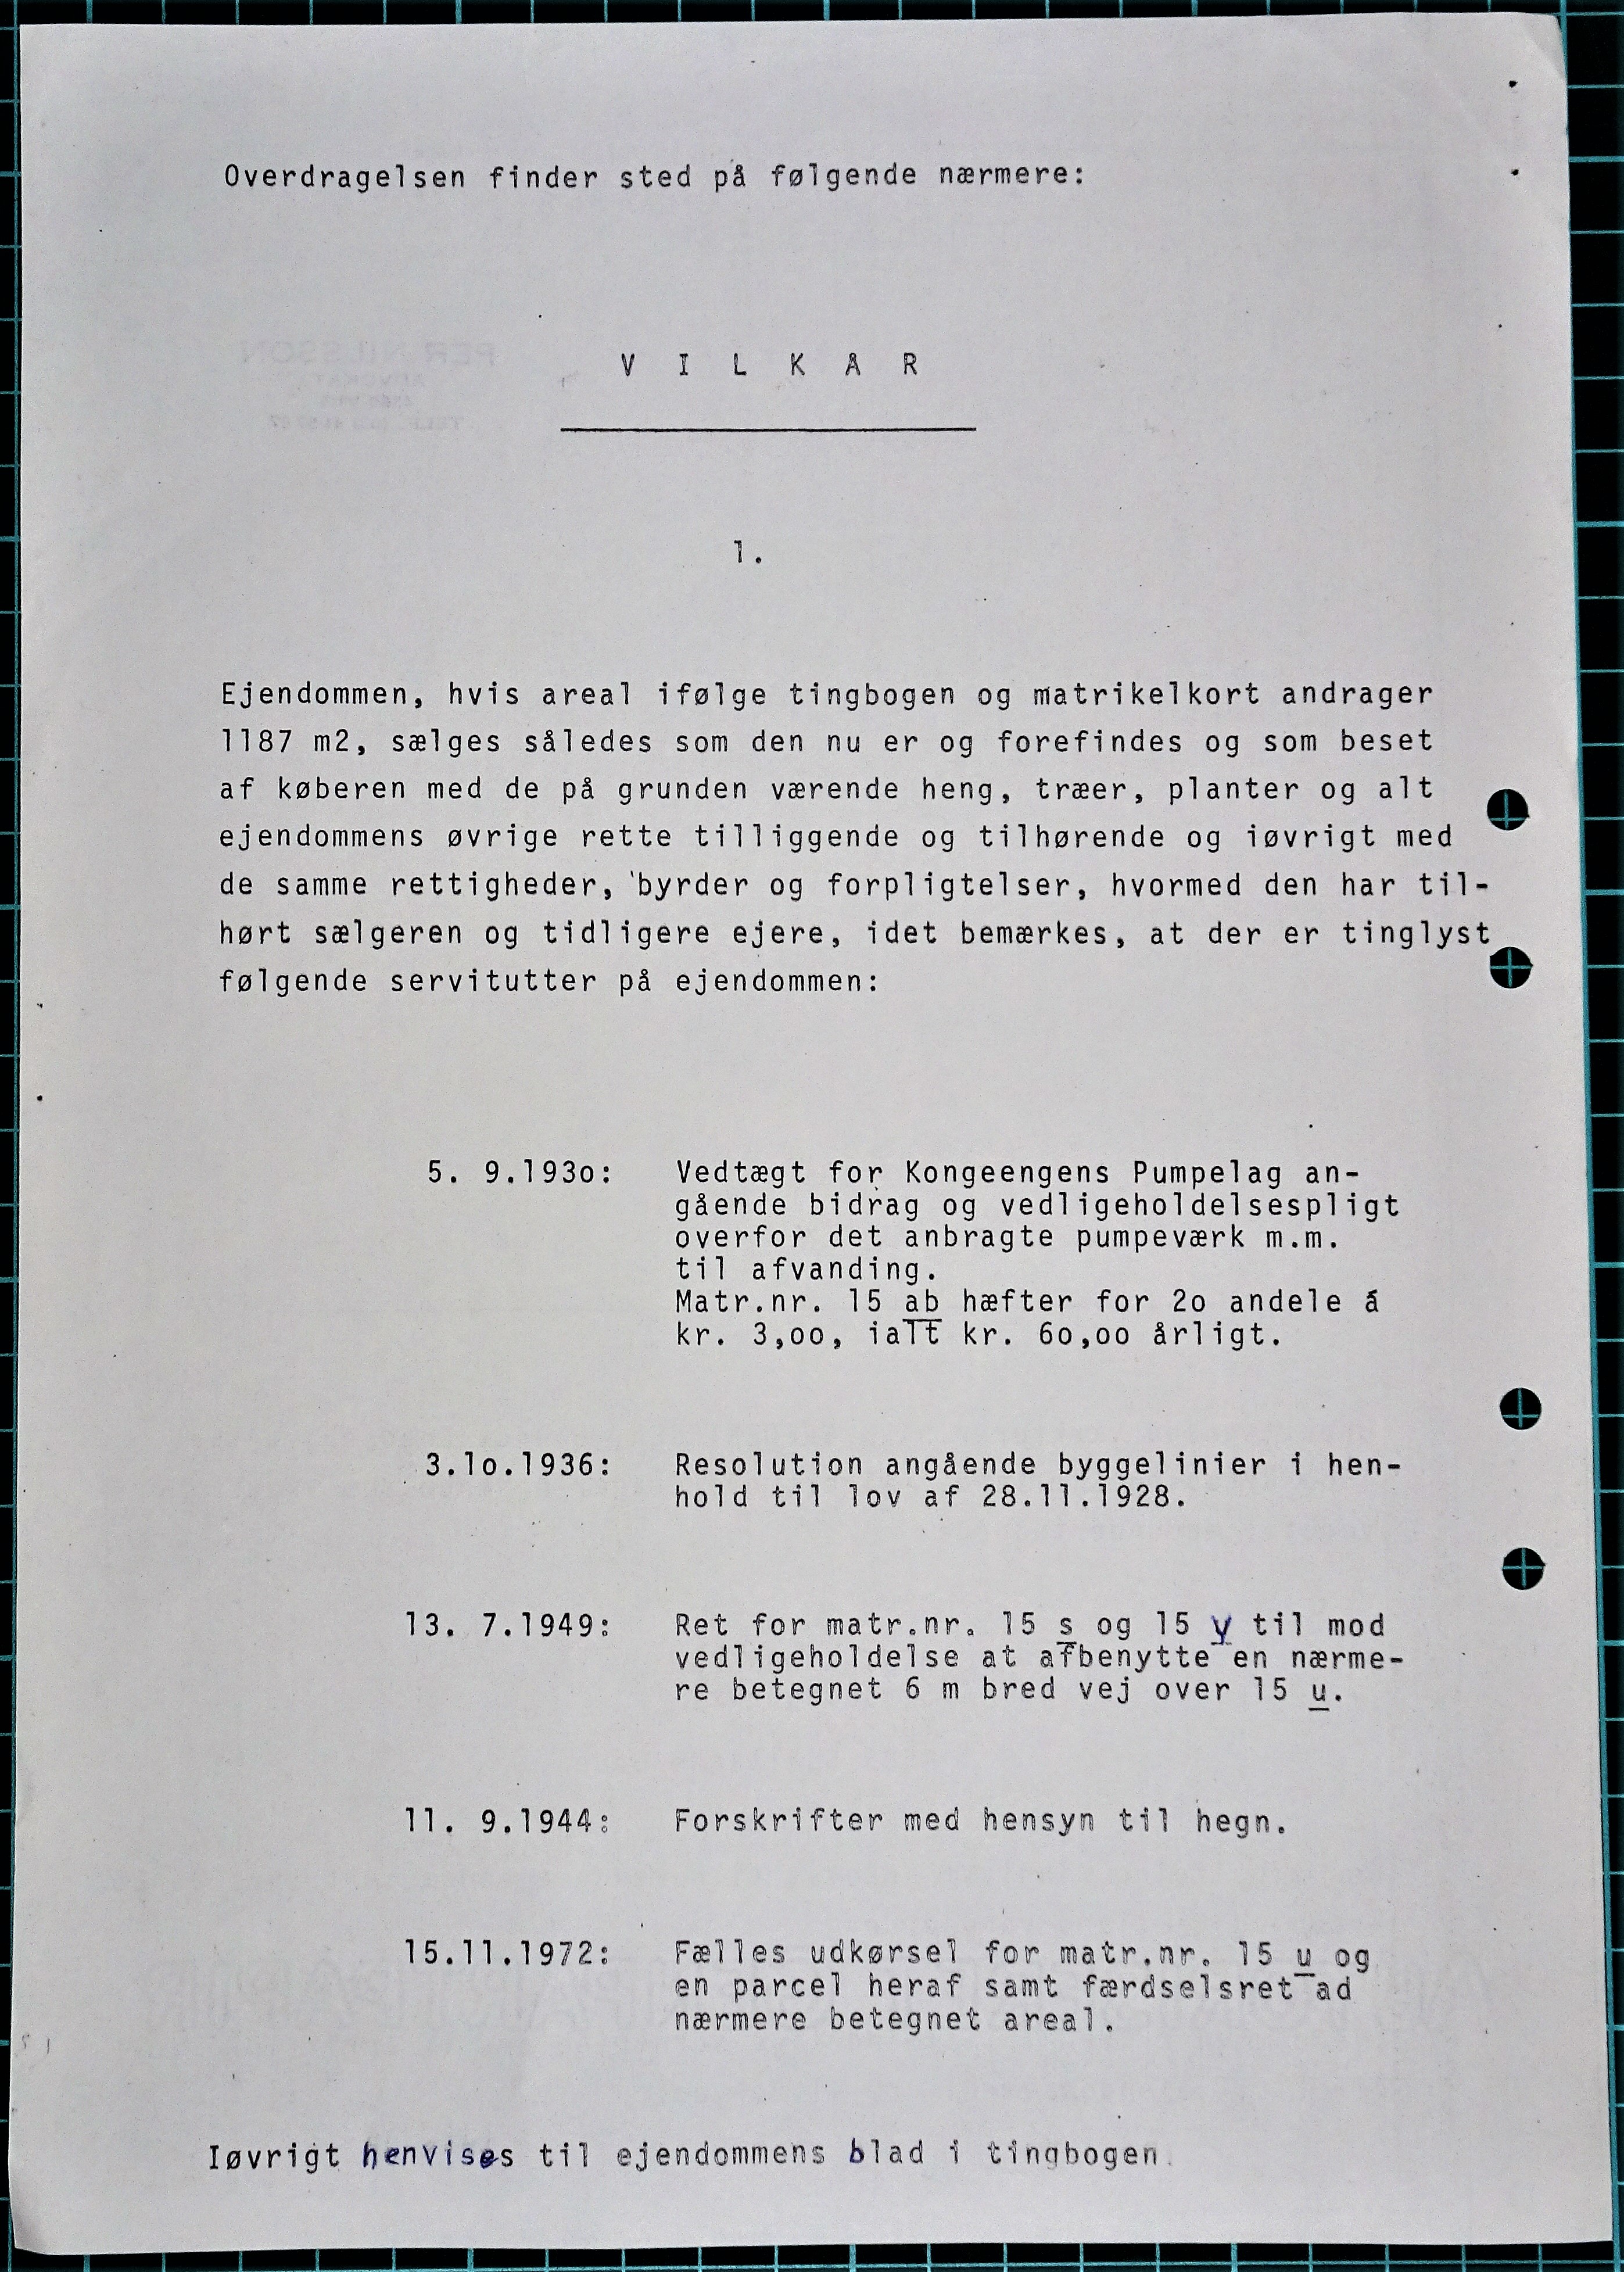 Overdragelsen finder sted på følgende nærmere:
V I L K Å R
1.
Ejendommen, hvis areal ifølge tingbogen og matrikelkort andrager
1187 m2, sælges således som den nu er og forefindes og som beset
af køberen med de på grunden værende heng, træer, planter og alt
ejendommens øvrige rette tilliggende og tilhørende og iøvrigt med
de samme rettigheder, byrder og forpligtelser, hvormed den har til-
hørt sælgeren og tidligere ejere, idet bemærkes, at der er tinglyst
følgende servitutter på ejendommen:
5. 9.193o: Vedtægt for Kongeengens Pumpelag an-
gående bidrag og vedligeholdelsespligt
overfor det anbragte pumpeværk m.m.
til afvanding.
Matr.nr. 15 ab hæfter for 2o andele á
kr. 3,oo, ialt kr. 6o,oo årligt.
3.1o.1936: Resolution angående byggelinier i hen-
hold til lov af 28.11.1928.
13. 7.1949: Ret for matr.nr. 15 s og 15 y til mod
vedligeholdelse at afbenytte en nærme-
re betegnet 6 m bred vej over 15 u.
11. 9.1944: Forskrifter med hensyn til hegn.
15.11.1972: Fælles udkørsel for matr.nr. 15 u og
en parcel heraf samt færdselsret ad
nærmere betegnet areal.
Iøvrigt henvises til ejendommens blad i tingbogen.